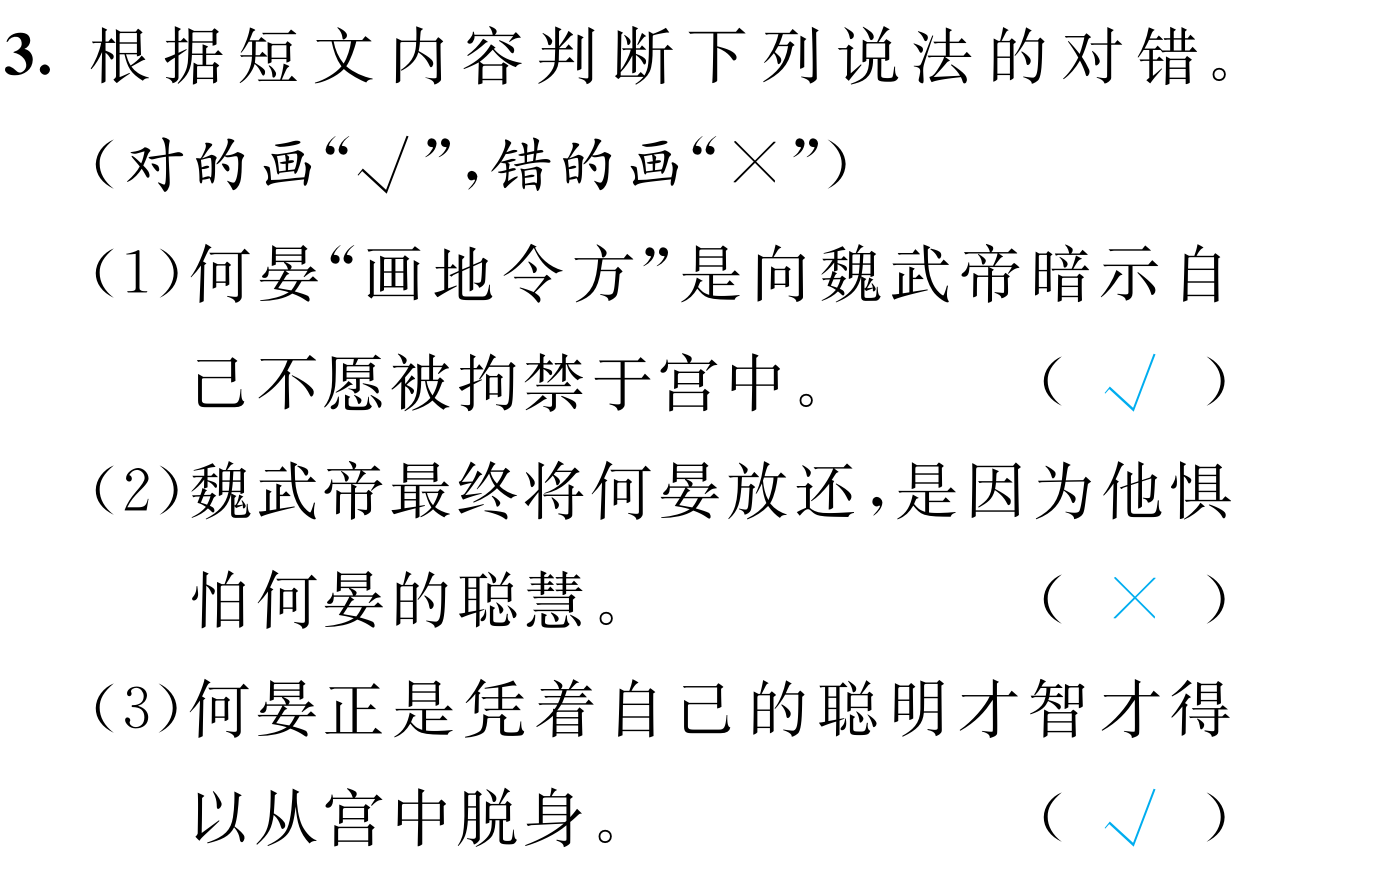 3. 根据短文内容判断下列说法的对错。
（对的画“√”,错的画“×”）
（1）何晏“画地令方”是向魏武帝暗示自
己不愿被拘禁于宫中。 （ √ ）
（2）魏武帝最终将何晏放还,是因为他惧
怕何晏的聪慧。 （ × ）
（3）何晏正是凭着自己的聪明才智才得
以从宫中脱身。 （ √ ）